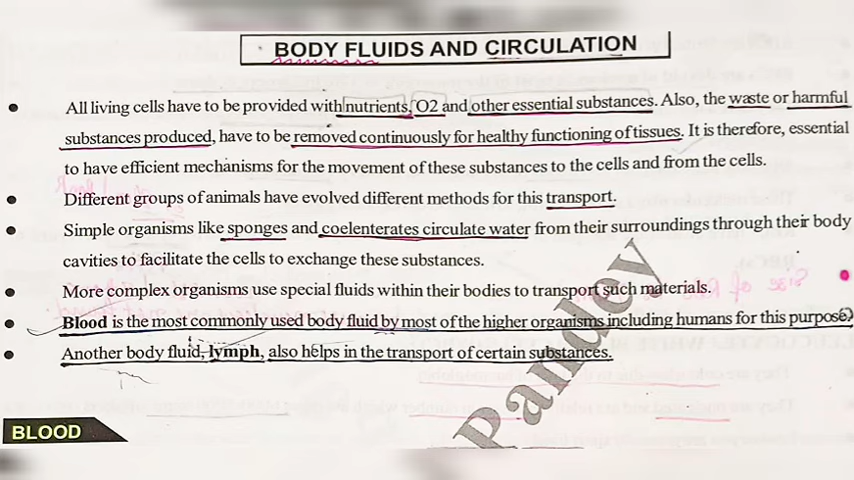 BODY FLUIDS AND CIRCULATION
• All living cells have to be provided with nutrients, O2 and other essential substances. Also, the waste or harmful
substances produced, have to be removed continuously for healthy functioning of tissues. It is therefore, essential
to have efficient mechanisms for the movement of these substances to the cells and from the cells.
• Different groups of animals have evolved different methods for this transport.
• Simple organisms like sponges and coelenterates circulate water from their surroundings through their body
cavities to facilitate the cells to exchange these substances.
• More complex organisms use special fluids within their bodies to transport such materials.
• Blood is the most commonly used body fluid by most of the higher organisms including humans for this purpose
• Another body fluid, lymph, also helps in the transport of certain substances.
Pandey
BLOOD